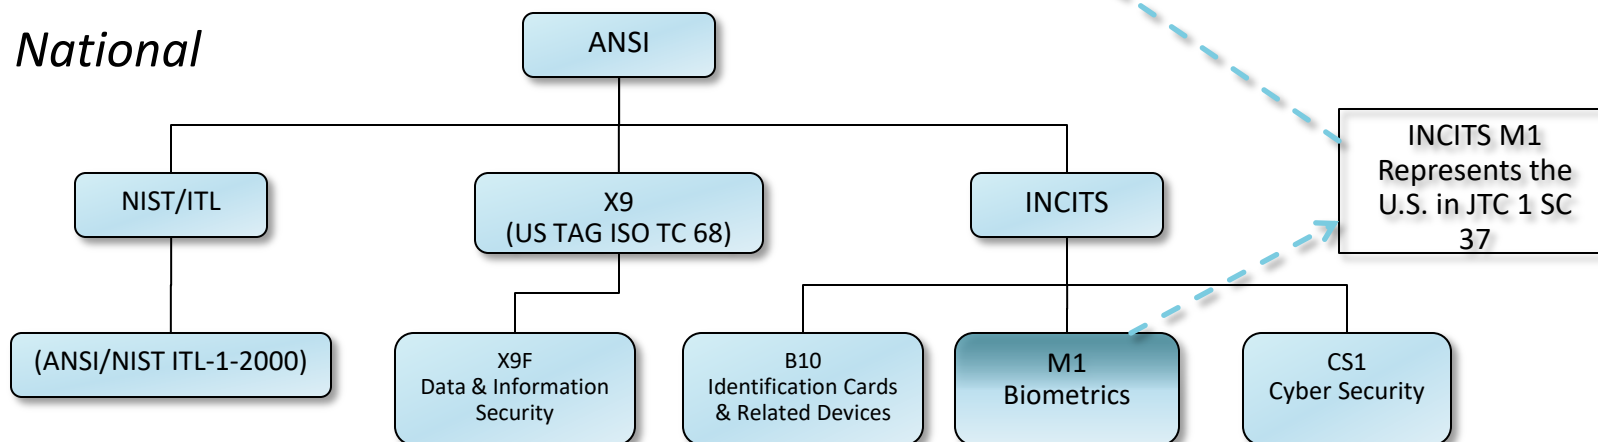 National
ANSI
NIST/ITL
X9
(US TAG ISO TC 68)
INCITS
INCITS M1
Represents the
U.S. in JTC 1 SC
37
(ANSI/NIST ITL-1-2000)
X9F
Data & Information
Security
B10
Identification Cards
& Related Devices
M1
Biometrics
CS1
Cyber Security